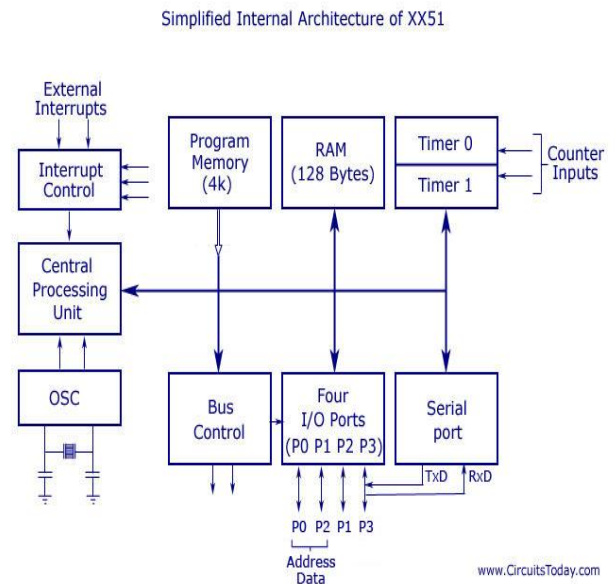 Simplified Internal Architecture of XX51
External
Interrupts
Interrupt
Control
Program
Memory
(4k)
RAM
(128 Bytes)
Timer 0
Timer 1
Counter
Inputs
Central
Processing
Unit
OSC
Bus
Control
Four
I/O Ports
(P0 P1 P2 P3)
Serial
port
TxD
RxD
P0 P2 P1 P3
Address
Data
www.CircuitsToday.com